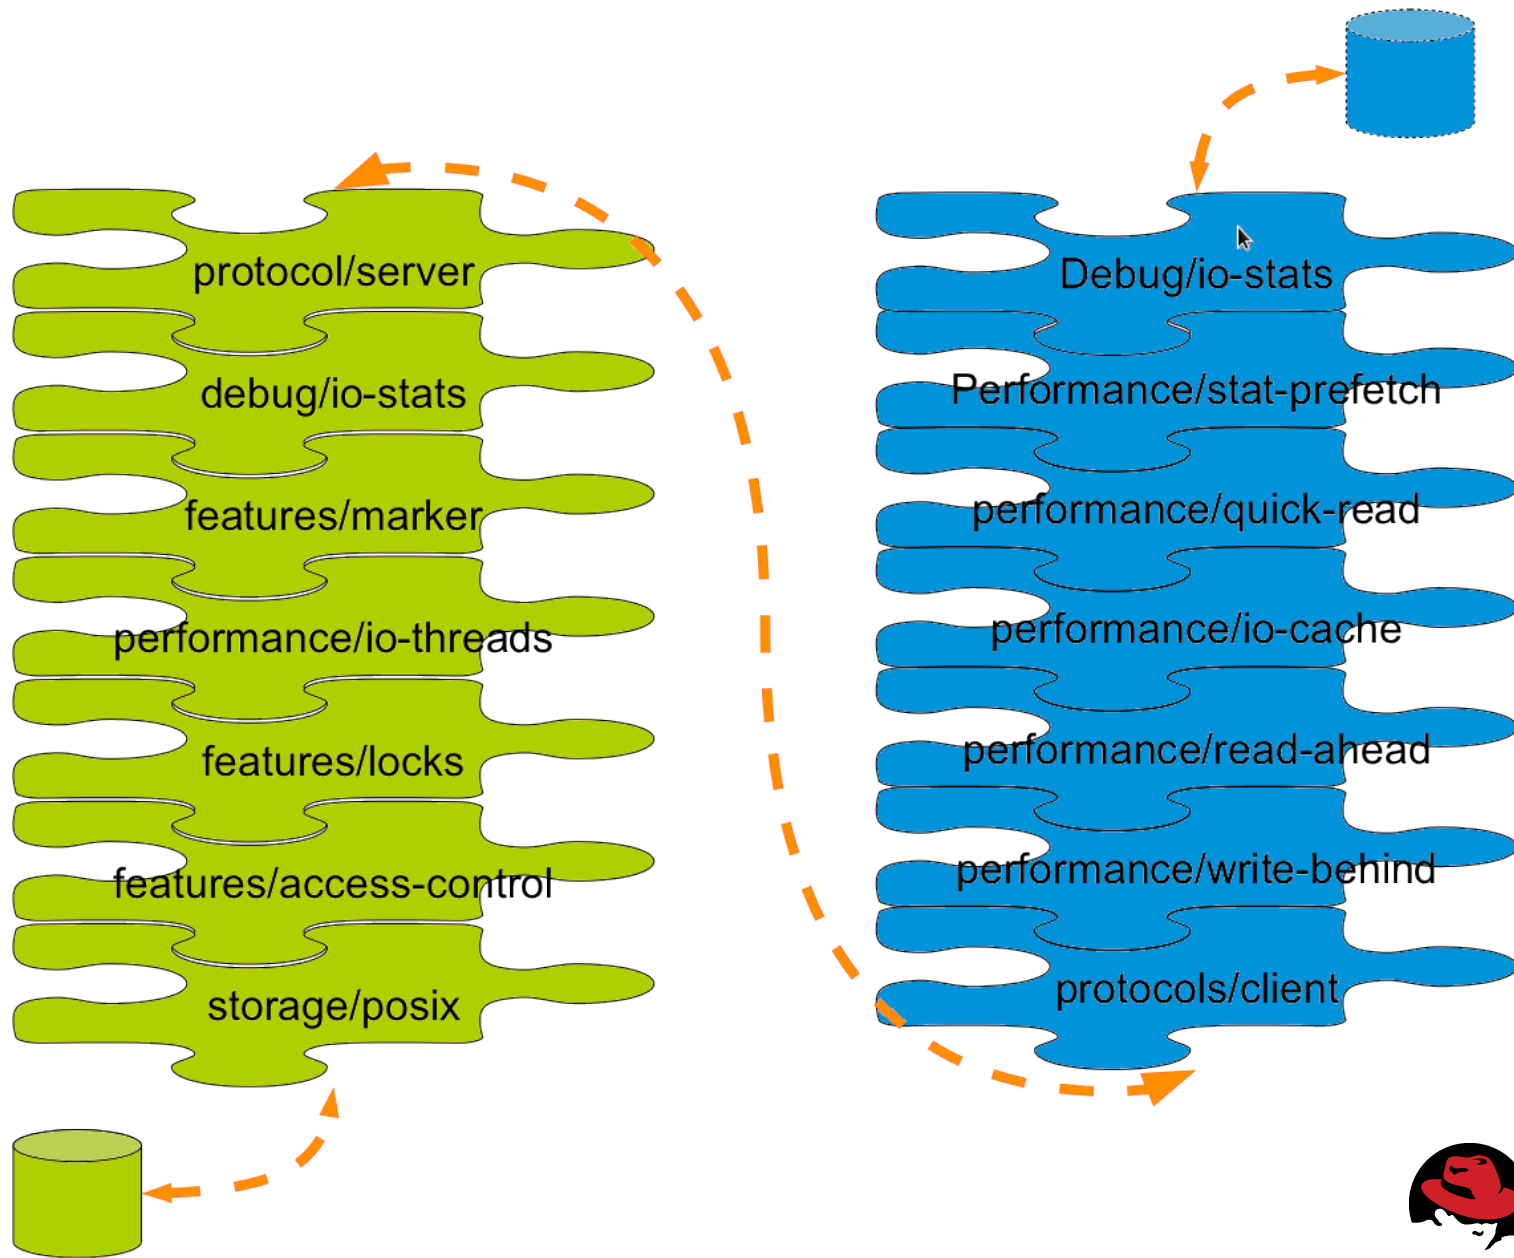 protocol/server
debug/io-stats
features/marker
performance/io-threads
features/locks
features/access-control
storage/posix
Debug/io-stats
Performance/stat-prefetch
performance/quick-read
performance/io-cache
performance/read-ahead
performance/write-behind
protocols/client